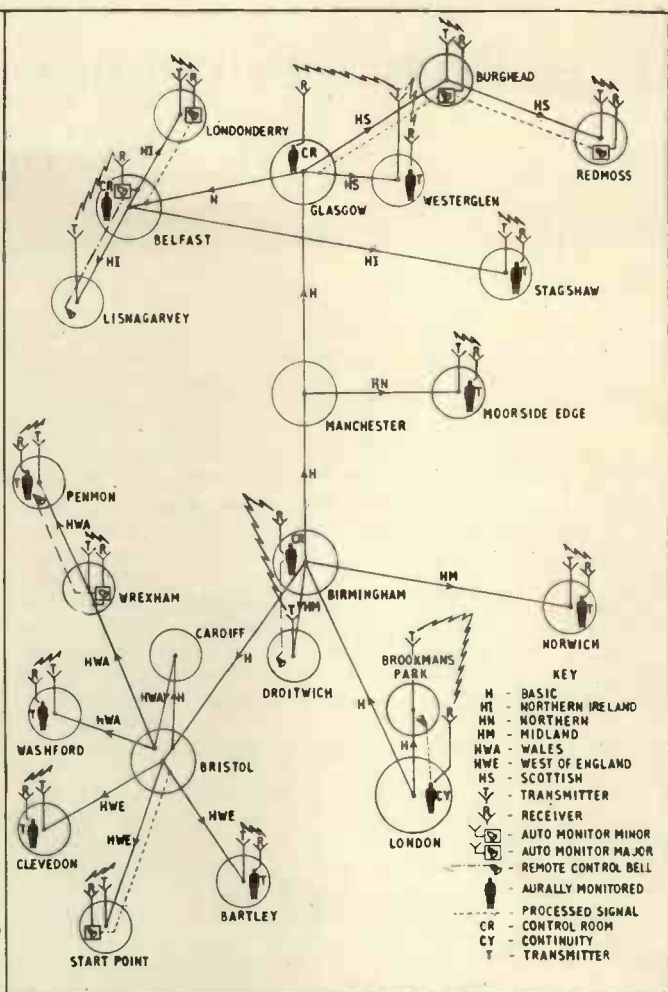 BURGHEAD
T
R
HS
HS
REDMOSS
T
R
LONDONDERRY
HI
R
CR
GLASGOW
HS
T
R
T
WESTERGLEN
N
R
CR
BELFAST
T
HI
LISNAGARVEY
HI
T
R
T
STAGSHAW
H
MANCHESTER
HN
T
R
T
MOORSIDE EDGE
H
R
T
T
PENMON
HWA
T
R
WREXHAM
R
CR
BIRMINGHAM
HM
T
DROITWICH
HM
T
R
T
NORWICH
CARDIFF
HWA
H
H
HWA
R
T
T
HWA
WASHFORD
BRISTOL
T
BROOKMANS
PARK
R
H
H
CY
LONDON
R
T
T
HWE
CLEVEDON
HWE
HWE
T
R
T
BARTLEY
R
T
START POINT
KEY
H - BASIC
HI - NORTHERN IRELAND
HN - NORTHERN
HM - MIDLAND
HWA - WALES
HWE - WEST OF ENGLAND
HS - SCOTTISH
T - TRANSMITTER
R - RECEIVER
- AUTO MONITOR MINOR
- AUTO MONITOR MAJOR
- REMOTE CONTROL BELL
- AURALLY MONITORED
- PROCESSED SIGNAL
CR - CONTROL ROOM
CY - CONTINUITY
T - TRANSMITTER